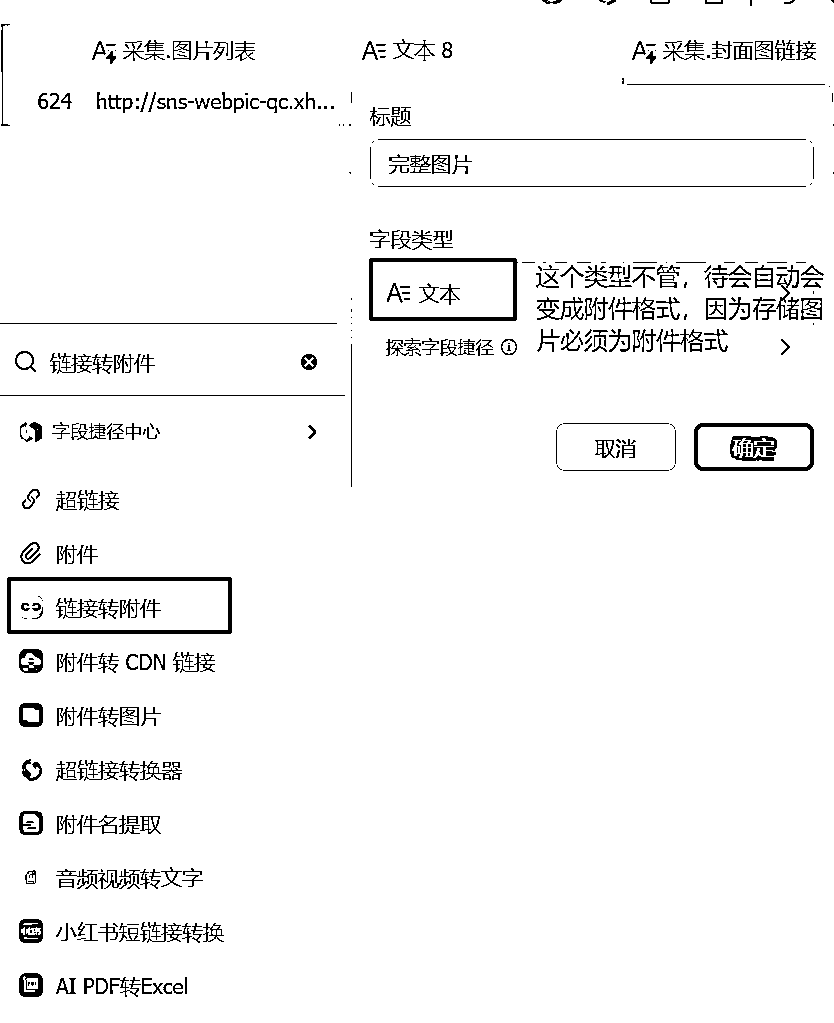 采集.图片列表
文本 8
采集.封面图链接
624
http://sns-webpic-qc.xh...
标题
完整图片
字段类型
文本
这个类型不管，待会自动会
变成附件格式，因为存储图
片必须为附件格式
探索字段捷径
取消
确定
链接转附件
字段捷径中心
超链接
附件
链接转附件
附件转 CDN 链接
附件转图片
超链接转换器
附件名提取
音频视频转文字
小红书短链接转换
AI PDF转Excel